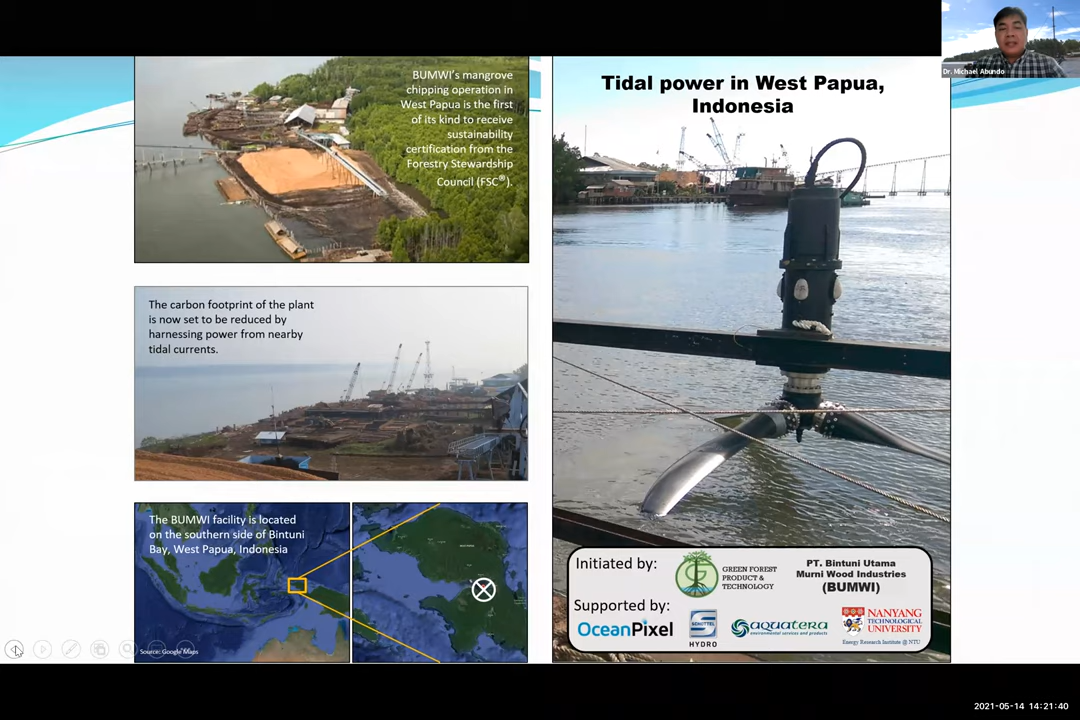 Dr. Michael Abundo
BUMWI's mangrove
chipping operation in
West Papua is the first
of its kind to receive
sustainability
certification from the
Forestry Stewardship
Council (FSC®).
The carbon footprint of the plant
is now set to be reduced by
harnessing power from nearby
tidal currents.
The BUMWI facility is located
on the southern side of Bintuni
Bay, West Papua, Indonesia
Source: Google Maps
Tidal power in West Papua,
Indonesia
Initiated by:
GREEN FOREST
PRODUCT &
TECHNOLOGY
PT. Bintuni Utama
Murni Wood Industries
(BUMWI)
Supported by:
OceanPixel
SCHOTTEL
HYDRO
aquatera
environmental services and products
NANYANG
TECHNOLOGICAL
UNIVERSITY
Energy Research Institute @ NTU
2021-05-14 14:21:40